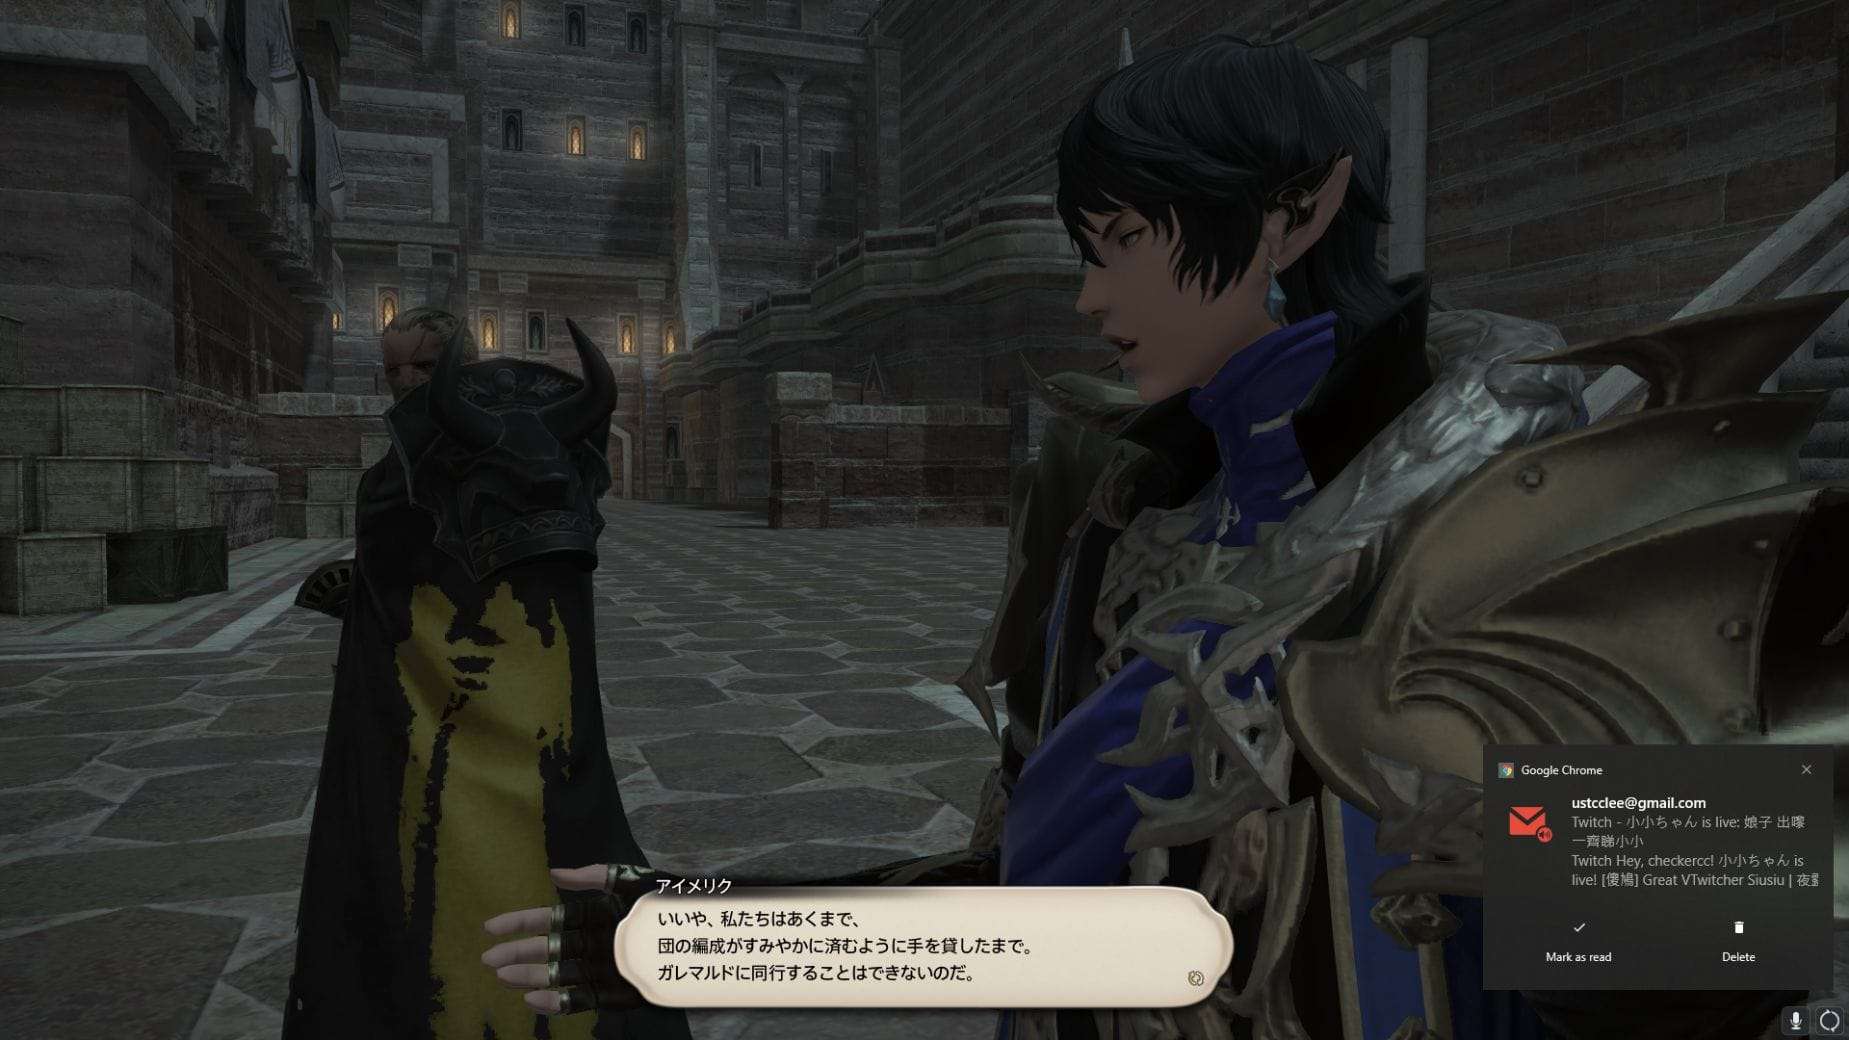 アイメリク
いいや、私たちはあくまで、
団の編成がすみやかに済むように手を貸したまで。
ガレマルドに同行することはできないのだ。
Google Chrome
ustcclee@gmail.com
Twitch - 小小ちゃん is live: 娘子 出嚟
一齊睇小小
Twitch Hey, checkercc! 小小ちゃん is
live! [傻鳩] Great VTwitcher Siusiu | 夜
Mark as read
Delete